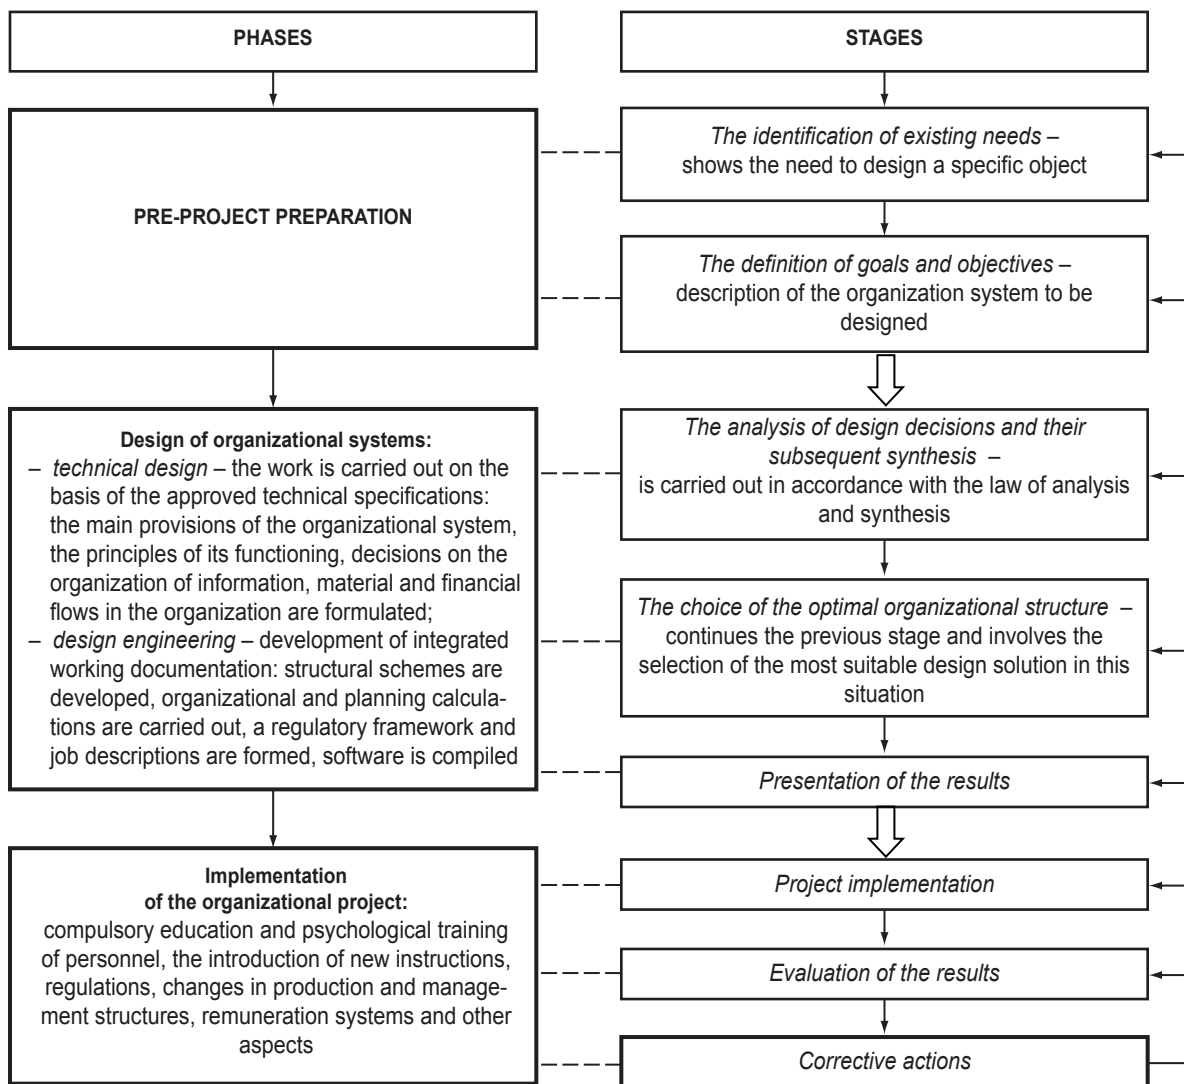 PHASES
STAGES
PRE-PROJECT PREPARATION
The identification of existing needs –
shows the need to design a specific object
The definition of goals and objectives –
description of the organization system to be
designed
Design of organizational systems:
– technical design – the work is carried out on the
basis of the approved technical specifications:
the main provisions of the organizational system,
the principles of its functioning, decisions on the
organization of information, material and financial
flows in the organization are formulated;
– design engineering – development of integrated
working documentation: structural schemes are
developed, organizational and planning calcula-
tions are carried out, a regulatory framework and
job descriptions are formed, software is compiled
The analysis of design decisions and their
subsequent synthesis –
is carried out in accordance with the law of analysis
and synthesis
The choice of the optimal organizational structure –
continues the previous stage and involves the
selection of the most suitable design solution in this
situation
Presentation of the results
Implementation
of the organizational project:
compulsory education and psychological training
of personnel, the introduction of new instructions,
regulations, changes in production and manage-
ment structures, remuneration systems and other
aspects
Project implementation
Evaluation of the results
Corrective actions